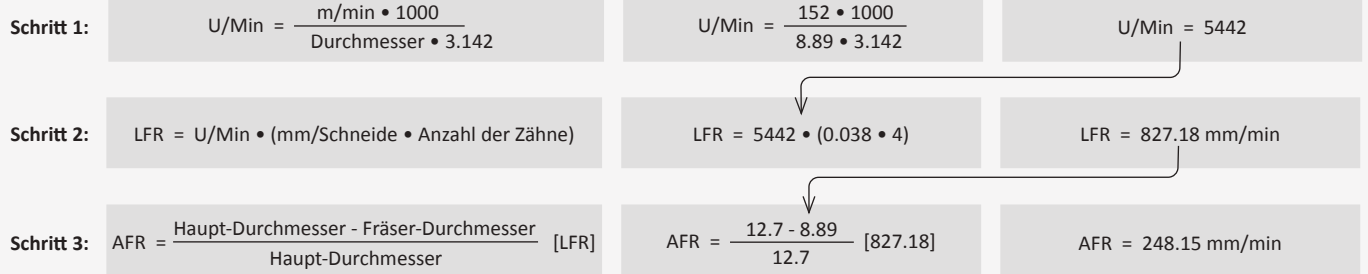 Schritt 1: U/Min = m/min • 1000 / Durchmesser • 3.142 U/Min = 152 • 1000 / 8.89 • 3.142 U/Min = 5442
Schritt 2: LFR = U/Min • (mm/Schneide • Anzahl der Zähne) LFR = 5442 • (0.038 • 4) LFR = 827.18 mm/min
Schritt 3: AFR = Haupt-Durchmesser - Fräser-Durchmesser / Haupt-Durchmesser [LFR] AFR = 12.7 - 8.89 / 12.7 [827.18] AFR = 248.15 mm/min